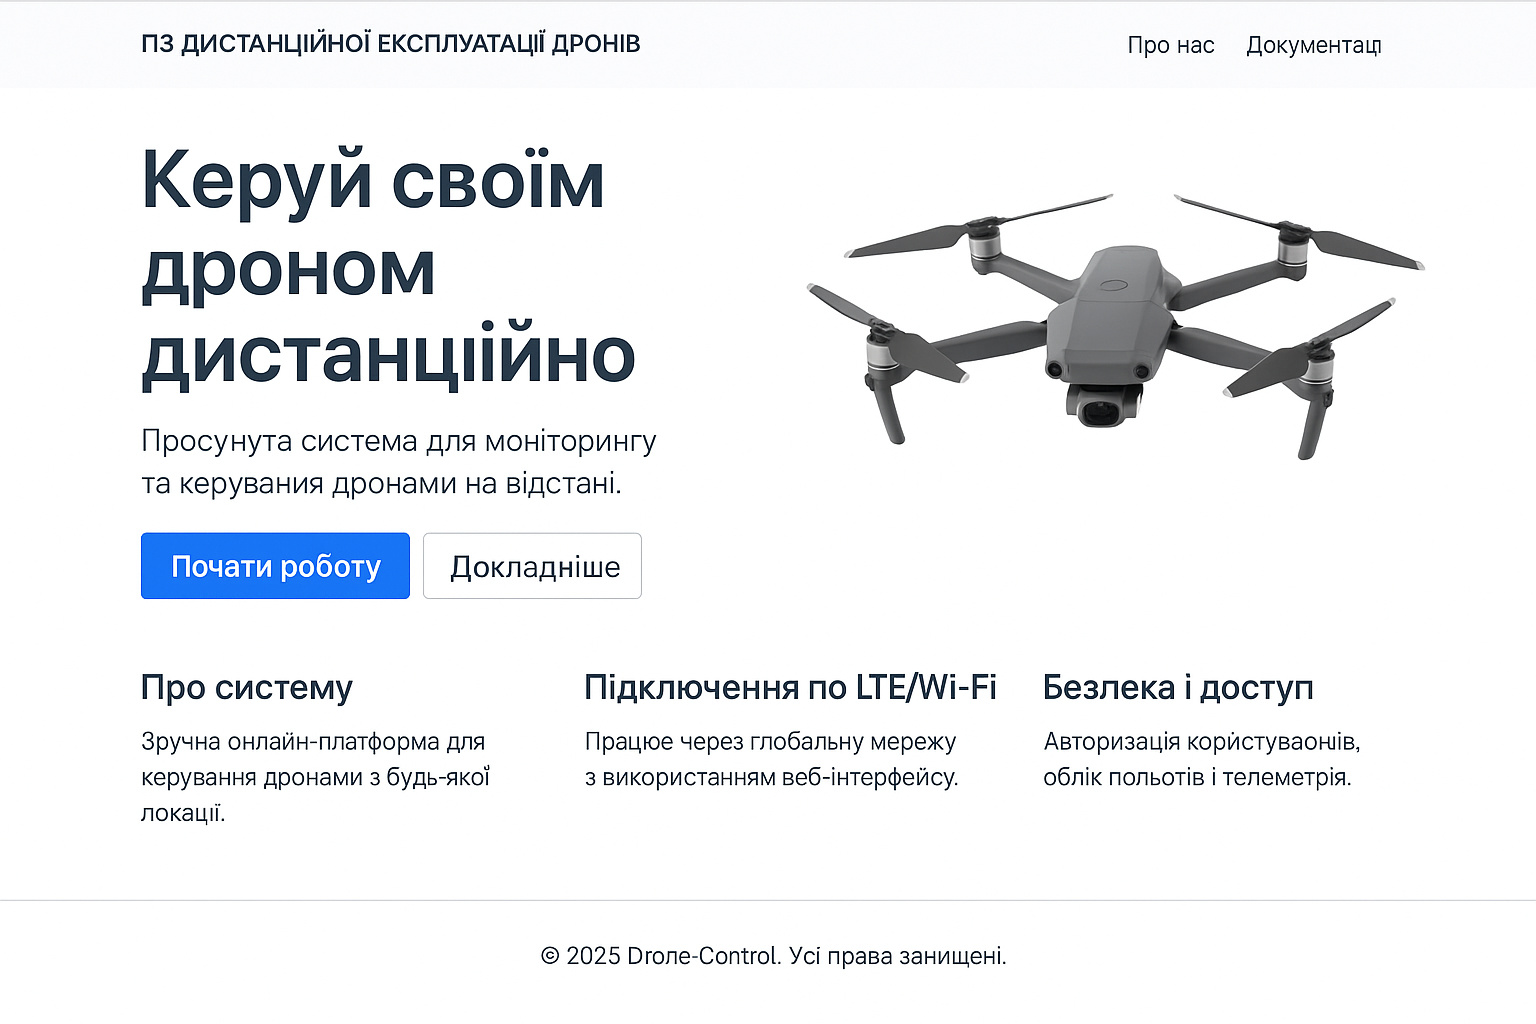 ПЗ ДИСТАНЦІЙНОЇ ЕКСПЛУАТАЦІЇ ДРОНІВ
Про нас Документац
Керуй своїм
дроном
дистанціійно
Просунута система для моніторингу
та керування дронами на відстані.
Почати роботу Докладніше
Про систему
Зручна онлайн-платформа для
керування дронами з будь-якої
локації.
Підключення по LTE/Wi-Fi
Працює через глобальну мережу
з використанням веб-інтерфейсу.
Безлека і доступ
Авторизація
облік польотів і телеметрія.
© 2025 Droпe-Control. Усі права занищені.